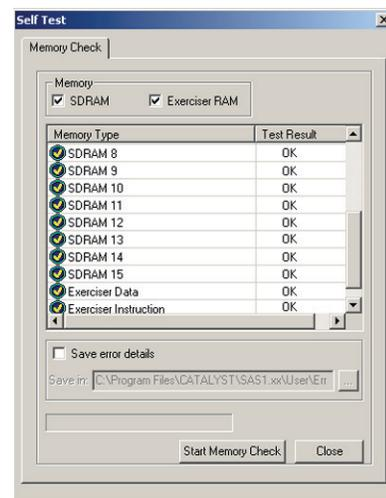 Self Test
Memory Check
Memory
SDRAM Exerciser RAM
Memory Type Test Result
SDRAM 8 OK
SDRAM 9 OK
SDRAM 10 OK
SDRAM 11 OK
SDRAM 12 OK
SDRAM 13 OK
SDRAM 14 OK
SDRAM 15 OK
Exerciser Data OK
Exerciser Instruction OK
Save error details
Save in: C:\Program Files\CATALYST\SAS1.xx\User\Err ...
Start Memory Check Close